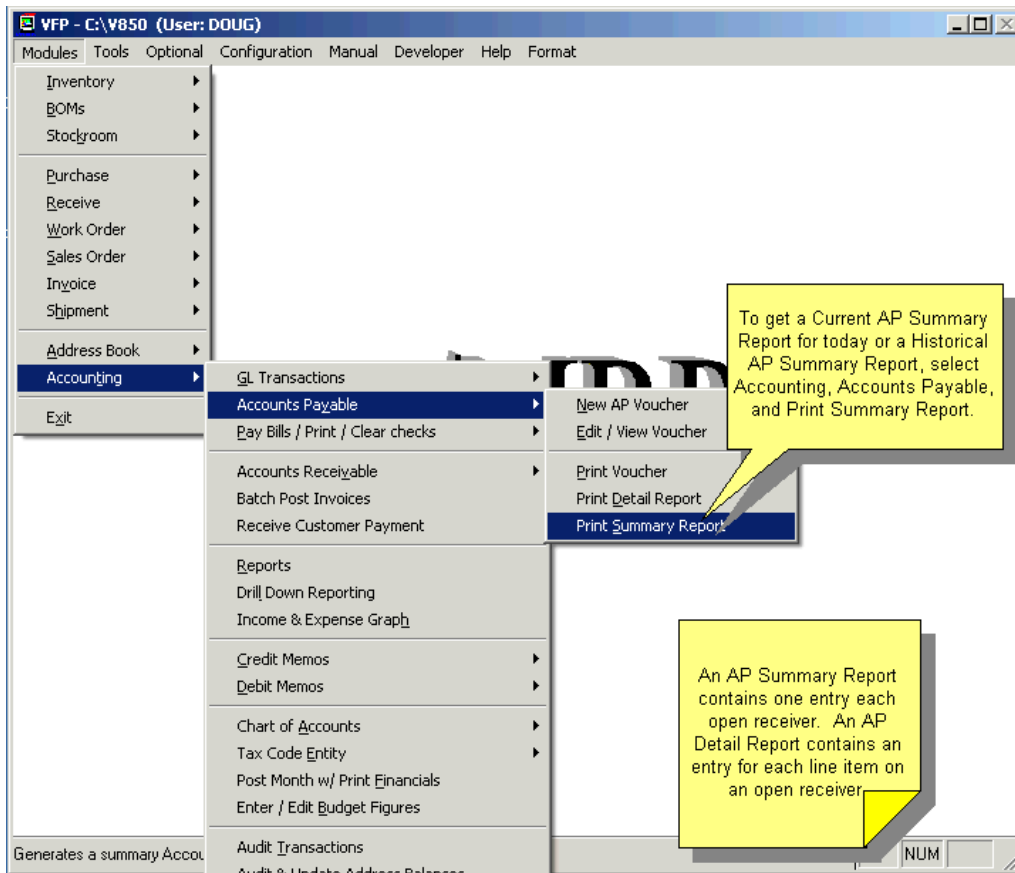 VFP - C:\V850 (User: DOUG)
Modules Tools Optional Configuration Manual Developer Help Format
Inventory
BOMs
Stockroom
Purchase
Receive
Work Order
Sales Order
Invoice
Shipment
Address Book
Accounting
Exit
GL Transactions
Accounts Payable
Pay Bills / Print / Clear checks
Accounts Receivable
Batch Post Invoices
Receive Customer Payment
Reports
Drill Down Reporting
Income & Expense Graph
Credit Memos
Debit Memos
Chart of Accounts
Tax Code Entity
Post Month w/ Print Financials
Enter / Edit Budget Figures
Audit Transactions
Audit & Update Address Balances
New AP Voucher
Edit / View Voucher
Print Voucher
Print Detail Report
Print Summary Report
To get a Current AP Summary
Report for today or a Historical
AP Summary Report, select
Accounting, Accounts Payable,
and Print Summary Report.
An AP Summary Report
contains one entry each
open receiver. An AP
Detail Report contains an
entry for each line item on
an open receiver
Generates a summary Accou
NUM